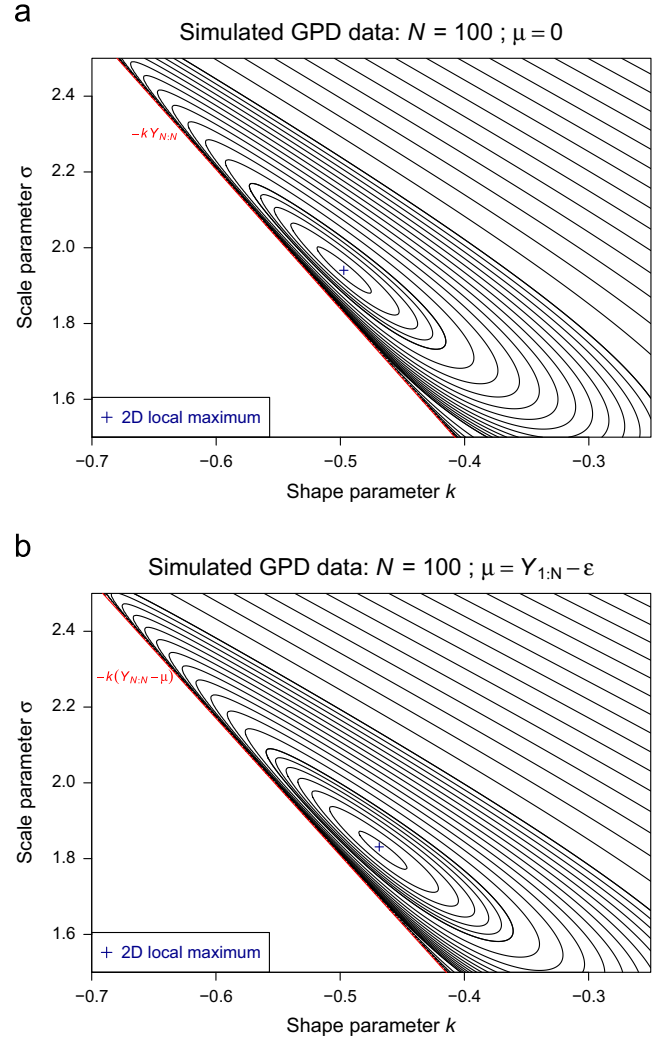 a
Simulated GPD data: N = 100 ; μ = 0
Scale parameter σ
2.4
2.2
2.0
1.8
1.6
−kY_{N:N}
+ 2D local maximum
−0.7 −0.6 −0.5 −0.4 −0.3
Shape parameter k
b
Simulated GPD data: N = 100 ; μ = Y_{1:N} − ε
Scale parameter σ
2.4
2.2
2.0
1.8
1.6
−k(Y_{N:N} − μ)
+ 2D local maximum
−0.7 −0.6 −0.5 −0.4 −0.3
Shape parameter k